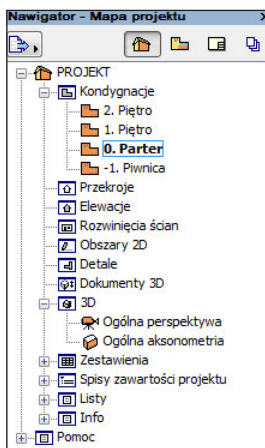 Nawigator - Mapa projektu
PROJEKT
Kondygnacje
2. Piętro
1. Piętro
0. Parter
-1. Piwnica
Przekroje
Elewacje
Rozwinięcia ścian
Obszary 2D
Detale
Dokumenty 3D
3D
Ogólna perspektywa
Ogólna aksonometria
Zestawienia
Spisy zawartości projektu
Listy
Info
Pomoc